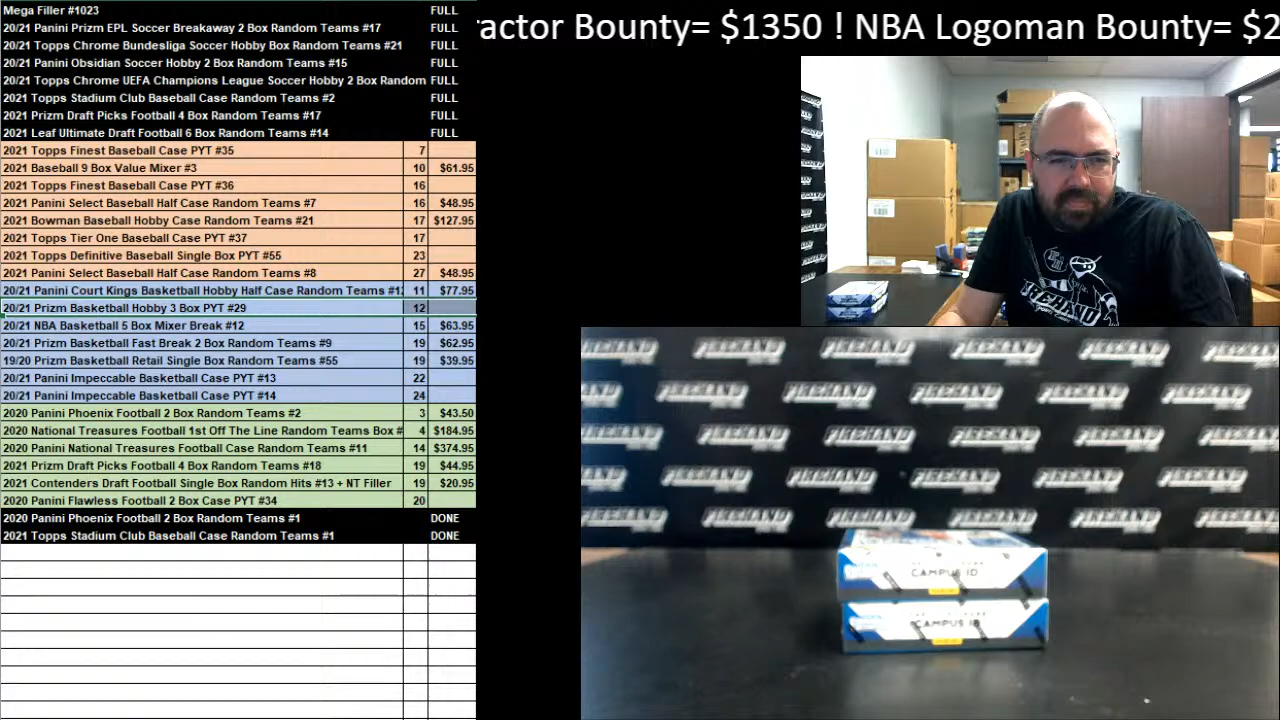 Mega Filler #1023 FULL
20/21 Panini Prizm EPL Soccer Breakaway 2 Box Random Teams #17 FULL
20/21 Topps Chrome Bundesliga Soccer Hobby Box Random Teams #21 FULL
20/21 Panini Obsidian Soccer Hobby 2 Box Random Teams #15 FULL
20/21 Topps Chrome UEFA Champions League Soccer Hobby 2 Box Random FULL
2021 Topps Stadium Club Baseball Case Random Teams #2 FULL
2021 Prizm Draft Picks Football 4 Box Random Teams #17 FULL
2021 Leaf Ultimate Draft Football 6 Box Random Teams #14 FULL
2021 Topps Finest Baseball Case PYT #35 7
2021 Baseball 9 Box Value Mixer #3 10 $61.95
2021 Topps Finest Baseball Case PYT #36 16
2021 Panini Select Baseball Half Case Random Teams #7 16 $48.95
2021 Bowman Baseball Hobby Case Random Teams #21 17 $127.95
2021 Topps Tier One Baseball Case PYT #37 17
2021 Topps Definitive Baseball Single Box PYT #55 23
2021 Panini Select Baseball Half Case Random Teams #8 27 $48.95
20/21 Panini Court Kings Basketball Hobby Half Case Random Teams #1 11 $77.95
20/21 Prizm Basketball Hobby 3 Box PYT #29 12
20/21 NBA Basketball 5 Box Mixer Break #12 15 $63.95
20/21 Prizm Basketball Fast Break 2 Box Random Teams #9 19 $62.95
19/20 Prizm Basketball Retail Single Box Random Teams #55 19 $39.95
20/21 Panini Impeccable Basketball Case PYT #13 22
20/21 Panini Impeccable Basketball Case PYT #14 24
2020 Panini Phoenix Football 2 Box Random Teams #2 3 $43.50
2020 National Treasures Football 1st Off The Line Random Teams Box # 4 $184.95
2020 Panini National Treasures Football Case Random Teams #11 14 $374.95
2021 Prizm Draft Picks Football 4 Box Random Teams #18 19 $44.95
2021 Contenders Draft Football Single Box Random Hits #13 + NT Filler 19 $20.95
2020 Panini Flawless Football 2 Box Case PYT #34 20
2020 Panini Phoenix Football 2 Box Random Teams #1 DONE
2021 Topps Stadium Club Baseball Case Random Teams #1 DONE
ractor Bounty= $1350 ! NBA Logoman Bounty= $2
FIREHAND
CAMPUS ID
CAMPUS ID